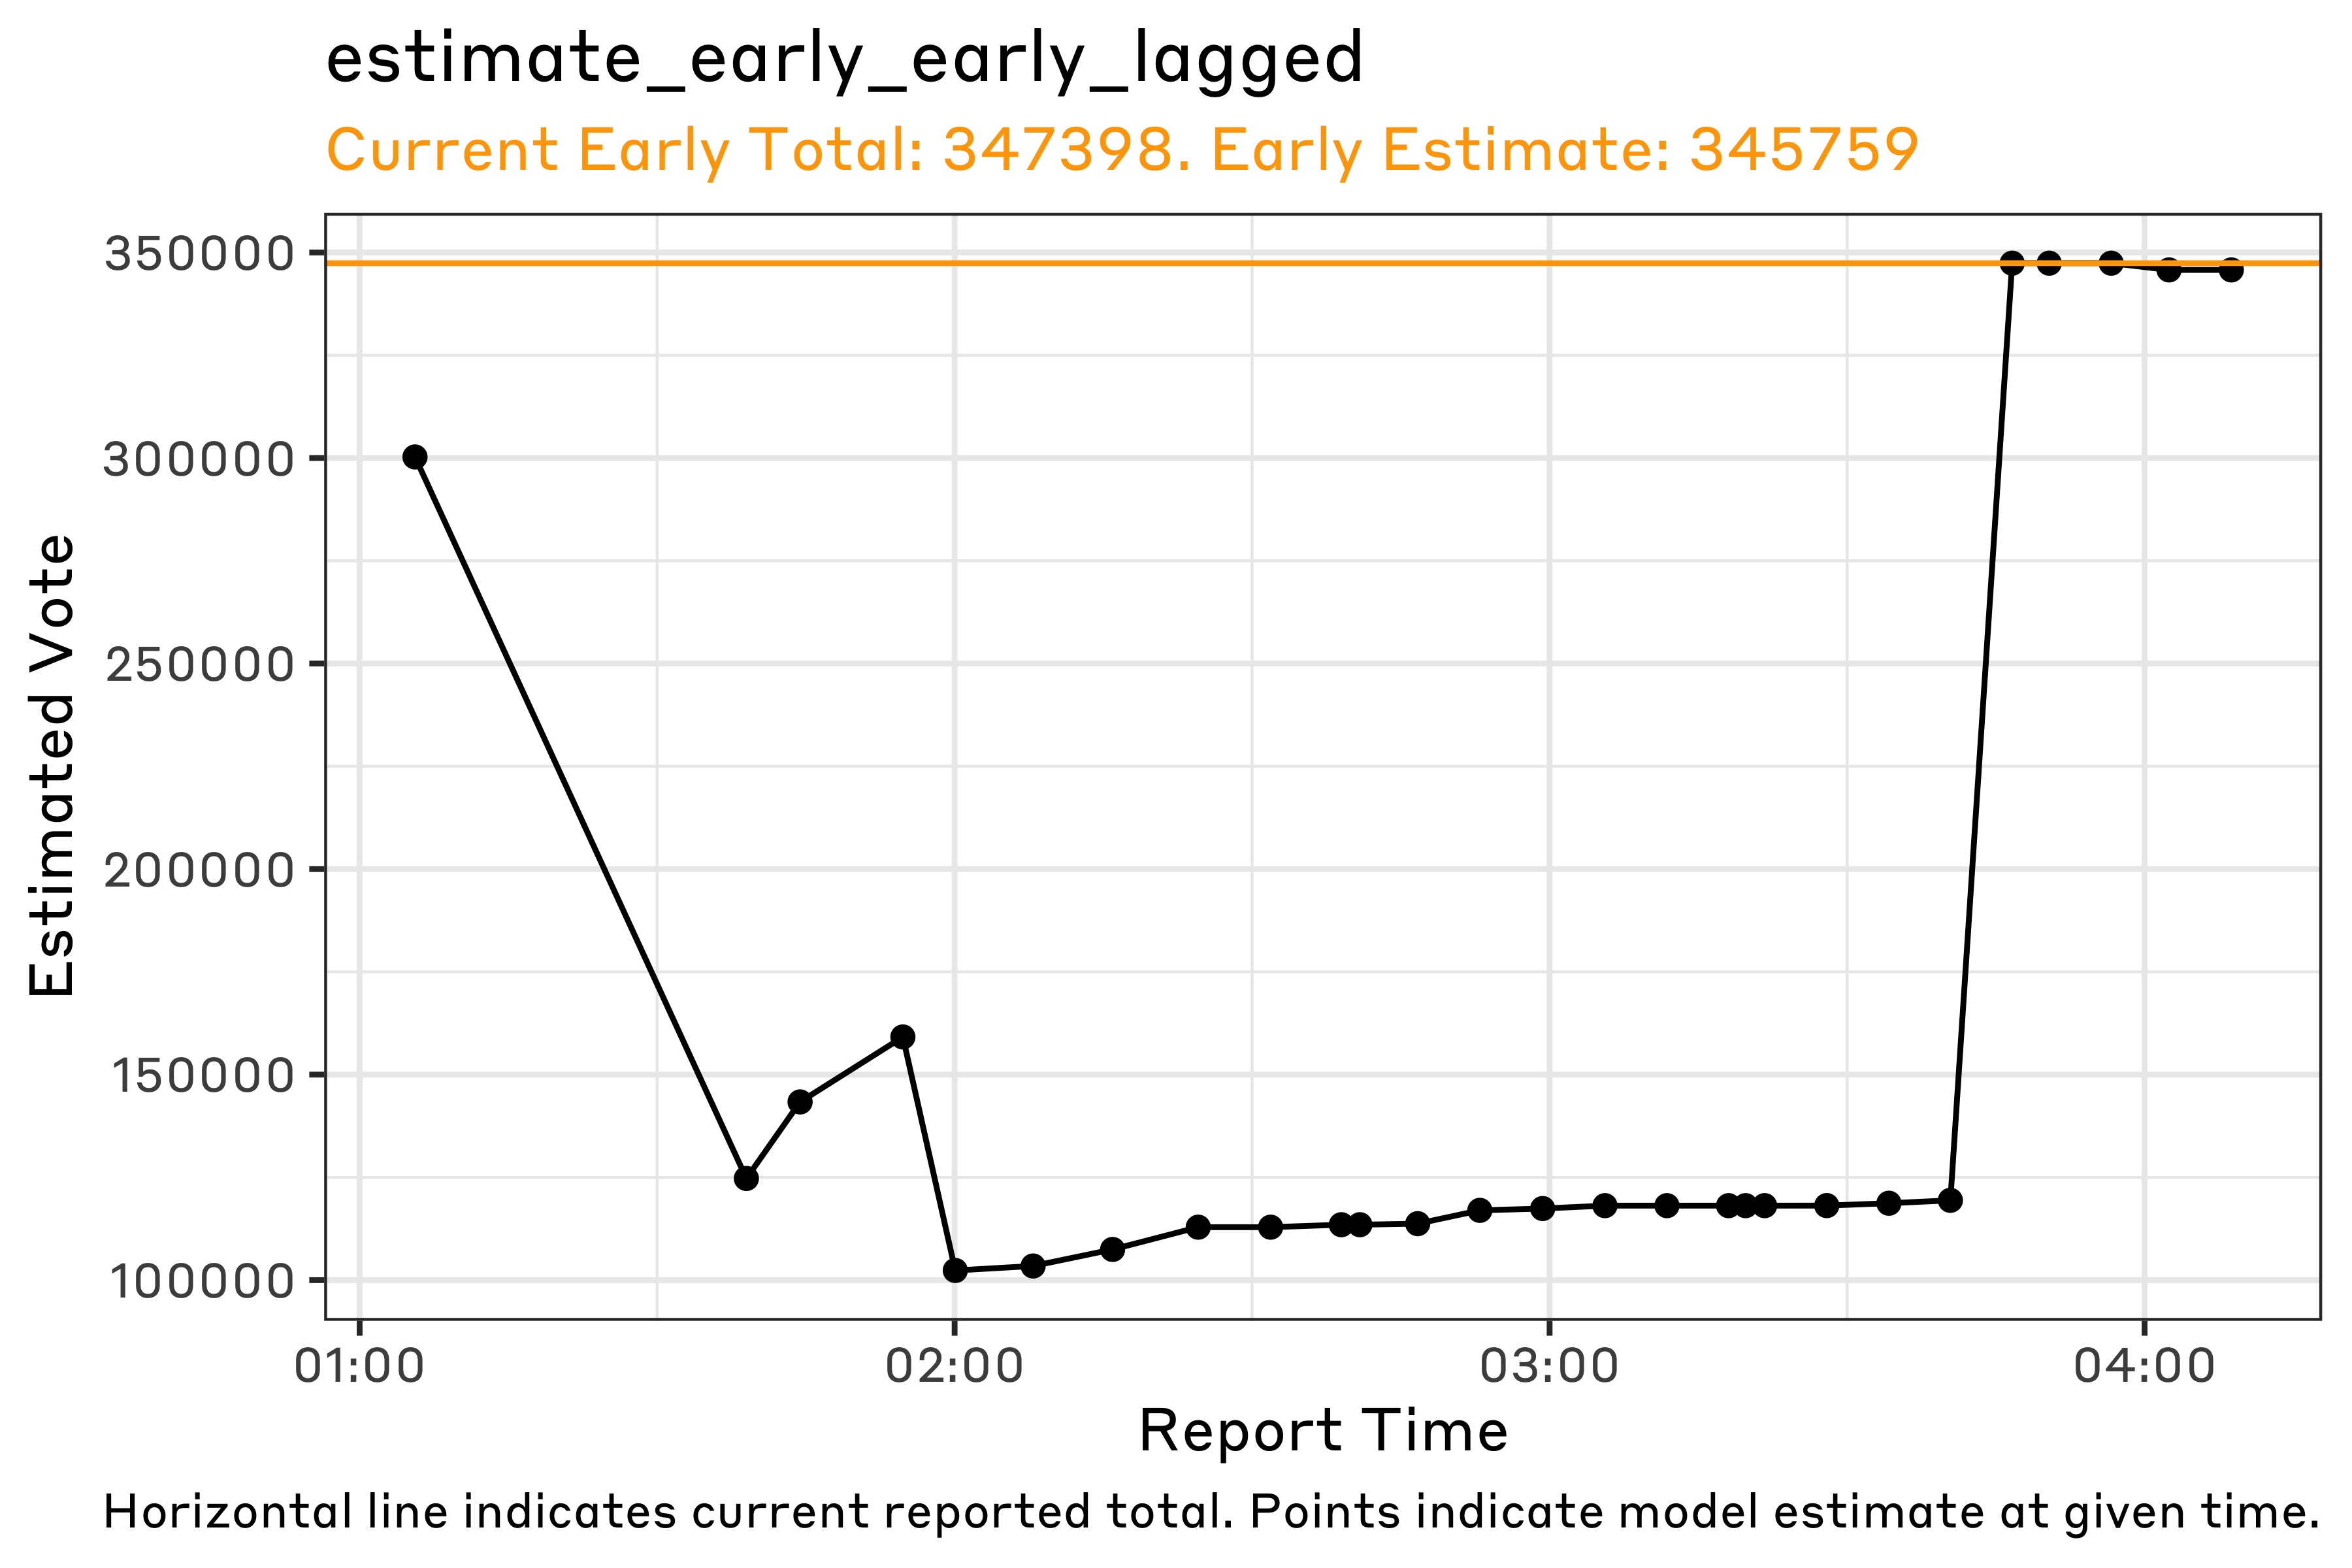 estimate_early_early_lagged
Current Early Total: 347398. Early Estimate: 345759
Estimated Vote
350000
300000
250000
200000
150000
100000
01:00 02:00 03:00 04:00
Report Time
Horizontal line indicates current reported total. Points indicate model estimate at given time.